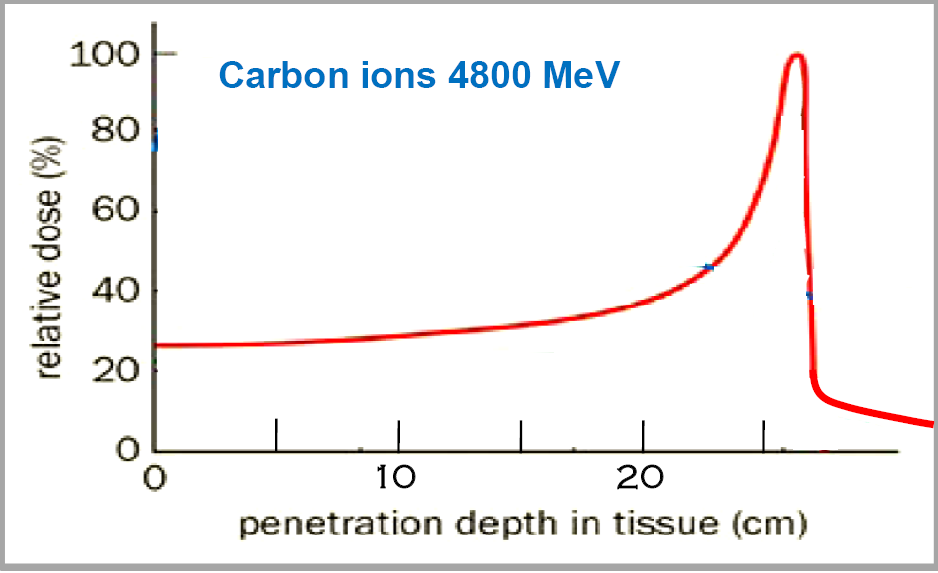 Carbon ions 4800 MeV
100
80
60
40
20
0
relative dose (%)
0 10 20
penetration depth in tissue (cm)